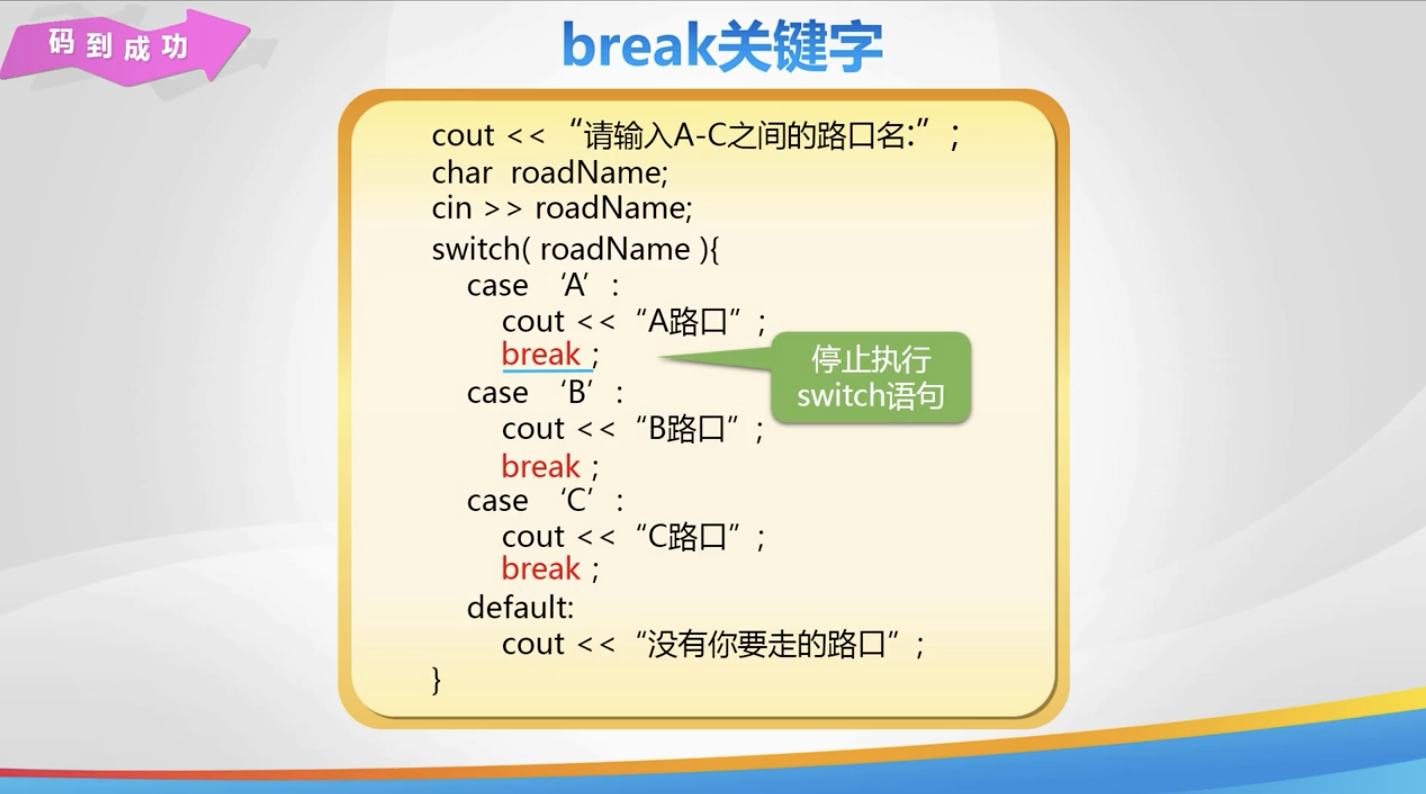 码到成功
break关键字
cout << “请输入A-C之间的路口名:” ;
char roadName;
cin >> roadName;
switch( roadName ){
case ‘A’ :
cout << “A路口” ;
break ;
停止执行
switch语句
case ‘B’ :
cout << “B路口” ;
break ;
case ‘C’ :
cout << “C路口” ;
break ;
default:
cout << “没有你要走的路口” ;
}